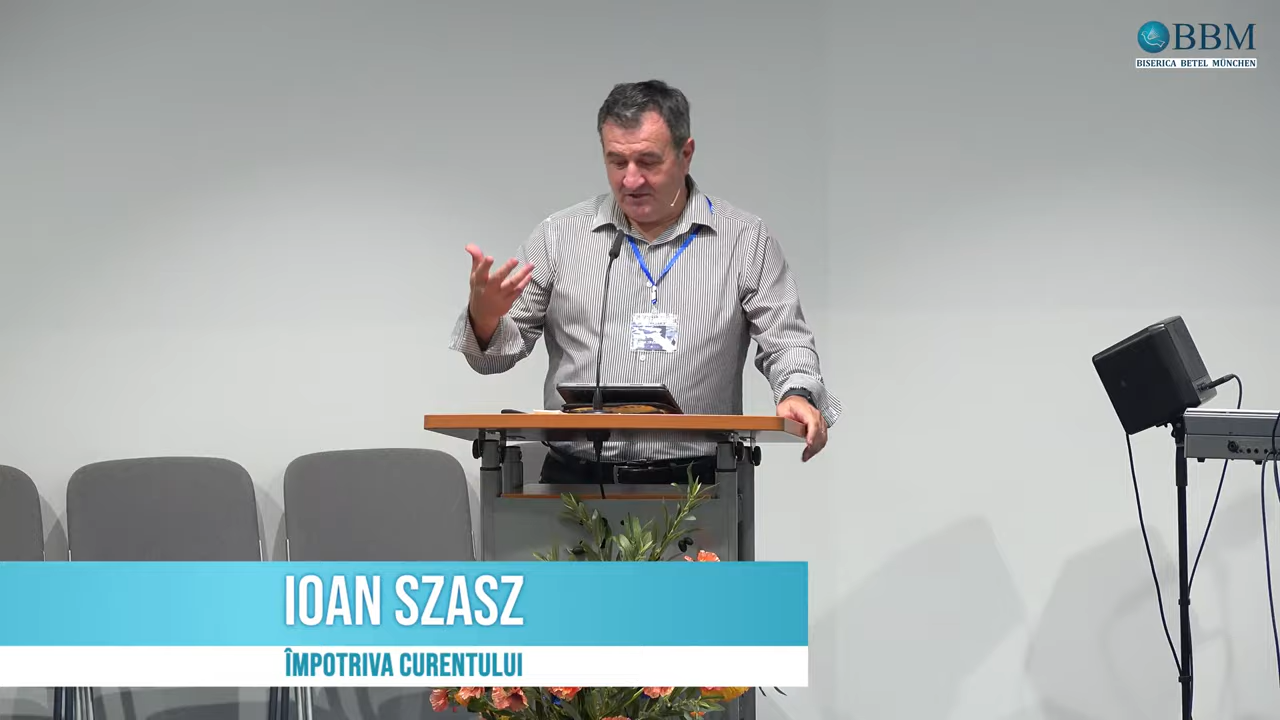 BBM
BISERICA BETEL MÜNCHEN
IOAN SZASZ
ÎMPOTRIVA CURENTULUI